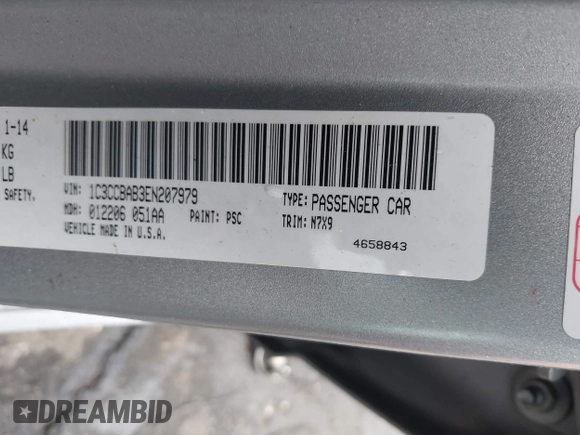 1-14
KG
LB
SAFETY.
VIN: 1C3CCBAB3EN207979
TYPE: PASSENGER CAR
MDH: 012206 051AA
PAINT: PSC
TRIM: N7X9
VEHICLE MADE IN U.S.A.
4658843
DREAMBID